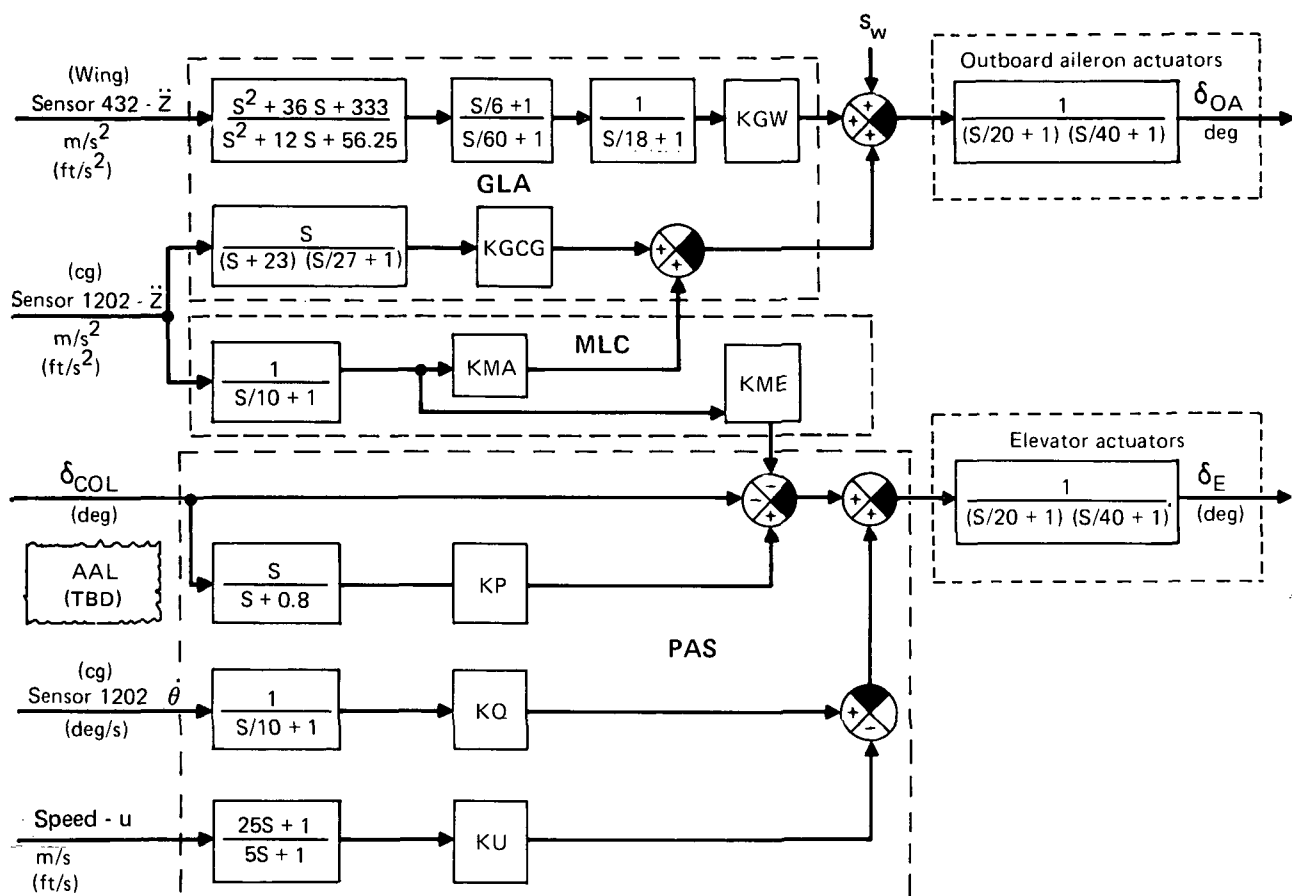 (Wing)
Sensor 432 - Z̈
m/s²
(ft/s²)
S² + 36 S + 333
S² + 12 S + 56.25
S/6 +1
S/60 + 1
1
S/18 + 1
KGW
GLA
S_w
+ + +
Outboard aileron actuators
1
(S/20 + 1) (S/40 + 1)
δ_OA
deg
(cg)
Sensor 1202 - Z̈
m/s²
(ft/s²)
S
(S + 23) (S/27 + 1)
KGCG
+ +
MLC
1
S/10 + 1
KMA
KME
δ_COL
(deg)
- - +
+ +
Elevator actuators
1
(S/20 + 1) (S/40 + 1)
δ_E
(deg)
AAL
(TBD)
S
S + 0.8
KP
PAS
(cg)
Sensor 1202 θ̇
(deg/s)
1
S/10 + 1
KQ
+ -
Speed - u
m/s
(ft/s)
25S + 1
5S + 1
KU